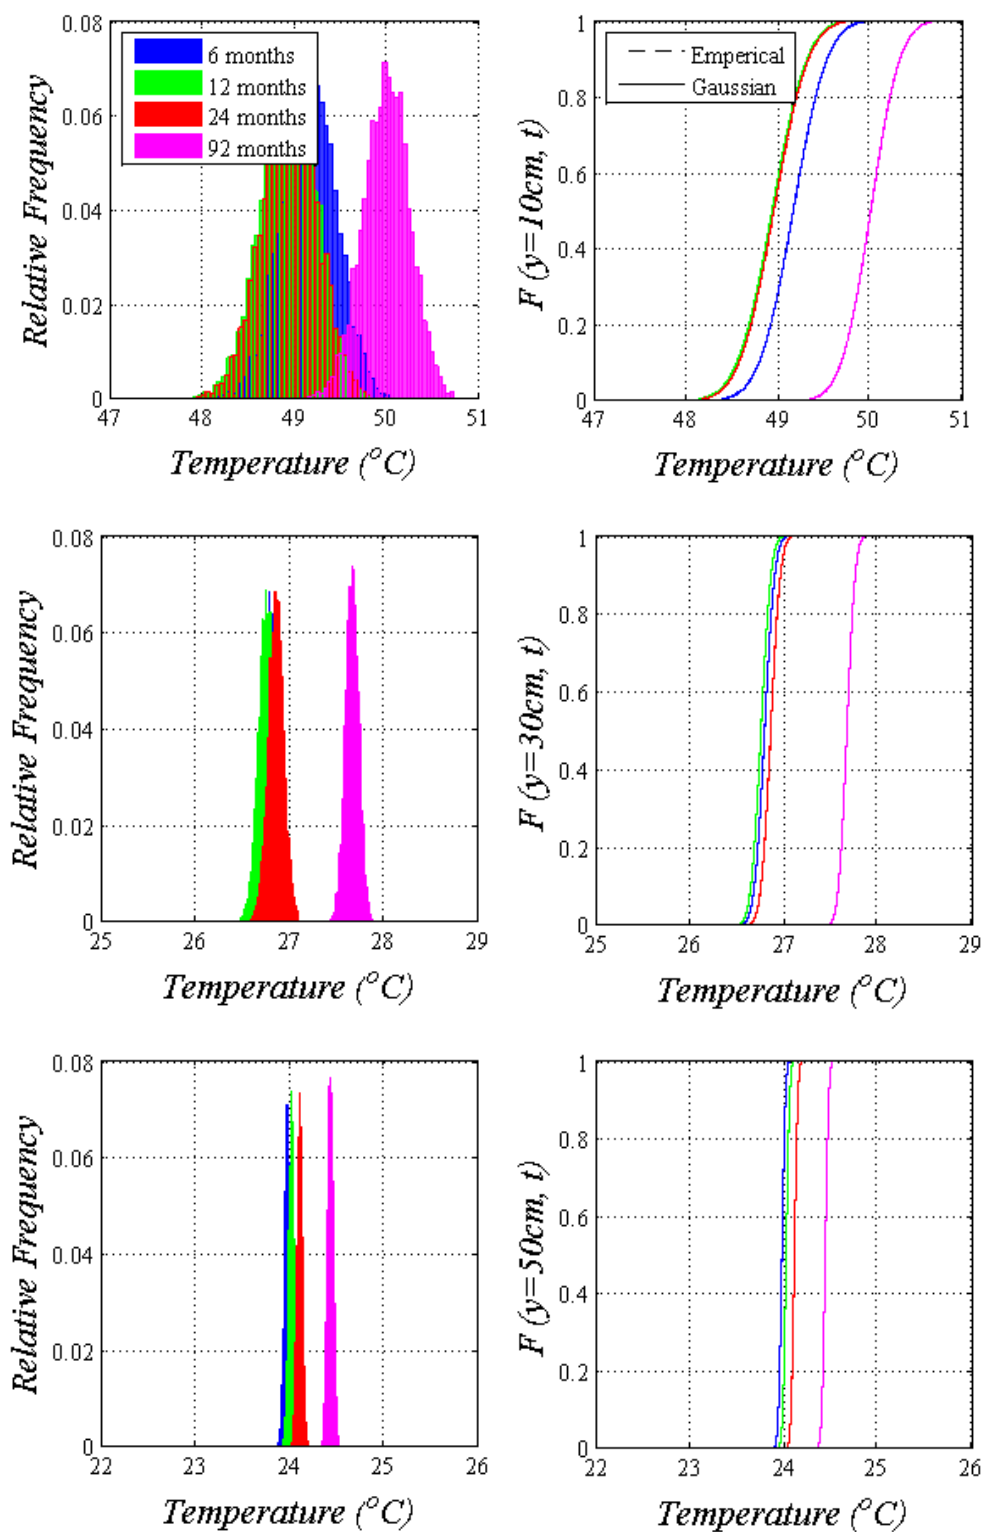 0.08
0.06
0.04
0.02
0
Relative Frequency
6 months
12 months
24 months
92 months
47 48 49 50 51
Temperature (°C)
1
0.8
0.6
0.4
0.2
0
F (y=10cm, t)
Emperical
Gaussian
47 48 49 50 51
Temperature (°C)
0.08
0.06
0.04
0.02
0
Relative Frequency
25 26 27 28 29
Temperature (°C)
1
0.8
0.6
0.4
0.2
0
F (y=30cm, t)
25 26 27 28 29
Temperature (°C)
0.08
0.06
0.04
0.02
0
Relative Frequency
22 23 24 25 26
Temperature (°C)
1
0.8
0.6
0.4
0.2
0
F (y=50cm, t)
22 23 24 25 26
Temperature (°C)